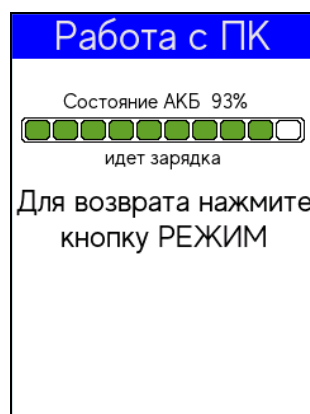 Работа с ПК
Состояние АКБ 93%
идет зарядка
Для возврата нажмите
кнопку РЕЖИМ